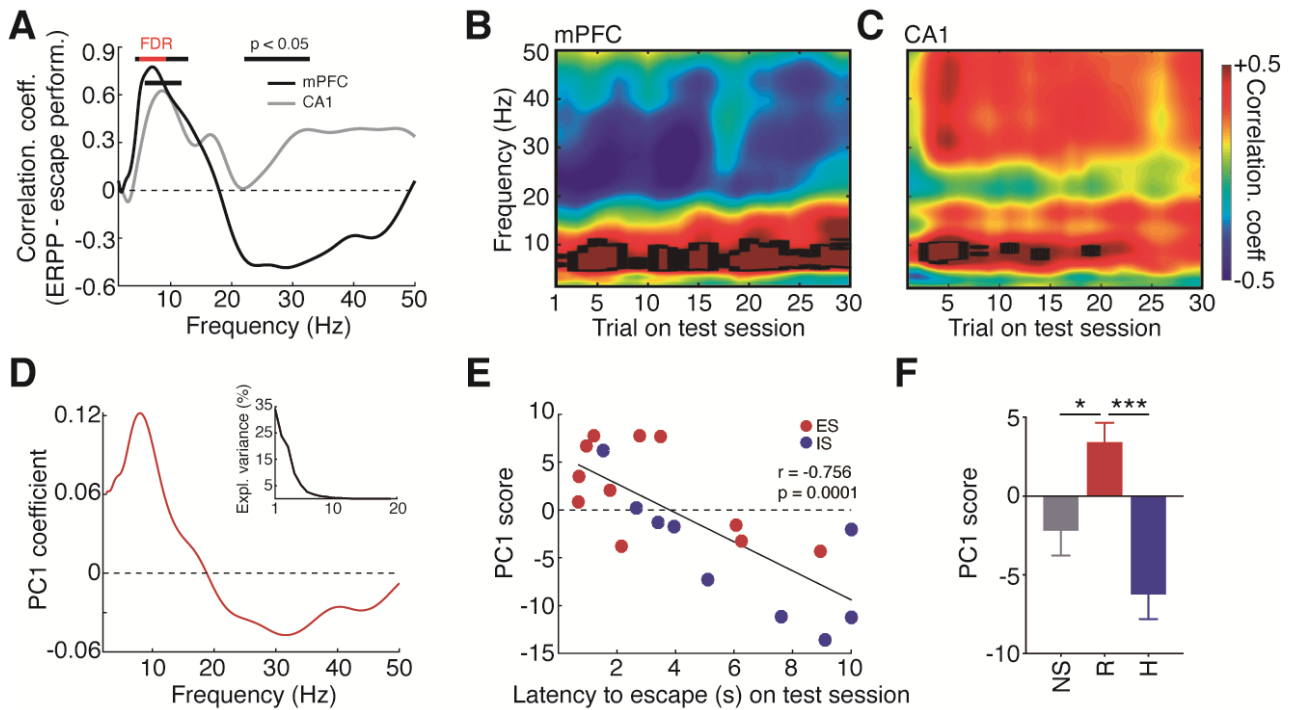 A
Correlation. coeff.
(ERPP - escape perform.)
0.9
0.6
0.3
0
-0.3
-0.6
FDR
p < 0.05
mPFC
CA1
10
20
30
40
50
Frequency (Hz)
B
mPFC
Frequency (Hz)
50
40
30
20
10
1
5
10
15
20
25
30
Trial on test session
C
CA1
5
10
15
20
25
30
Trial on test session
+0.5
Correlation. coeff
-0.5
D
PC1 coefficient
0.12
0.06
0
-0.06
10
20
30
40
50
Frequency (Hz)
Expl. variance (%)
35
25
15
5
1
20
E
PC1 score
10
5
0
-5
-10
-15
ES
IS
r = -0.756
p = 0.0001
2
4
6
8
10
Latency to escape (s) on test session
F
PC1 score
5
0
-5
-10
*
***
NS
R
H